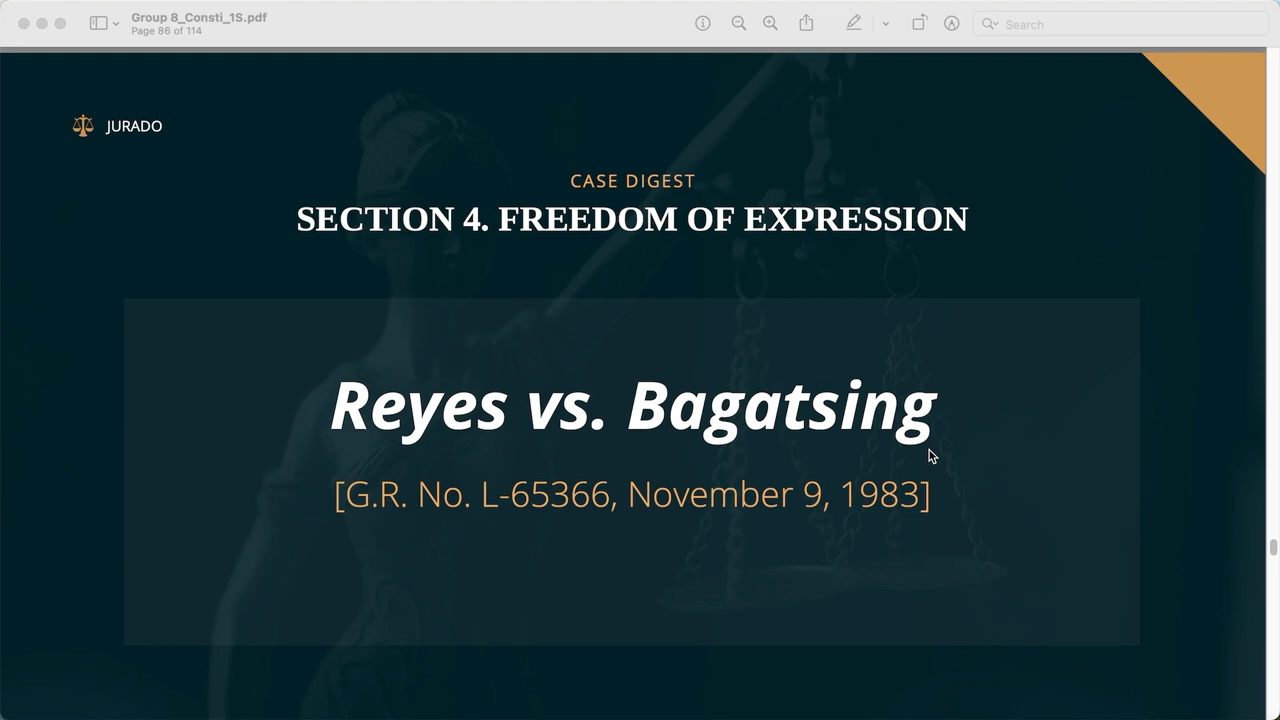 Group 8_Consti_1S.pdf
Page 86 of 114
Search
JURADO
CASE DIGEST
SECTION 4. FREEDOM OF EXPRESSION
Reyes vs. Bagatsing
[G.R. No. L-65366, November 9, 1983]